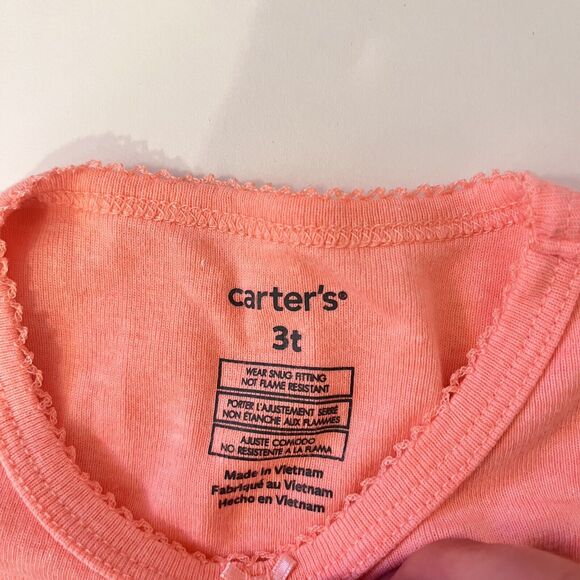 carter's®
3t
WEAR SNUG FITTING
NOT FLAME RESISTANT
PORTER L'AJUSTEMENT SERRÉ
NON ÉTANCHE AUX FLAMMES
AJUSTE COMODO
NO RESISTENTE A LA FLAMA
Made in Vietnam
Fabriqué au Vietnam
Hecho en Vietnam